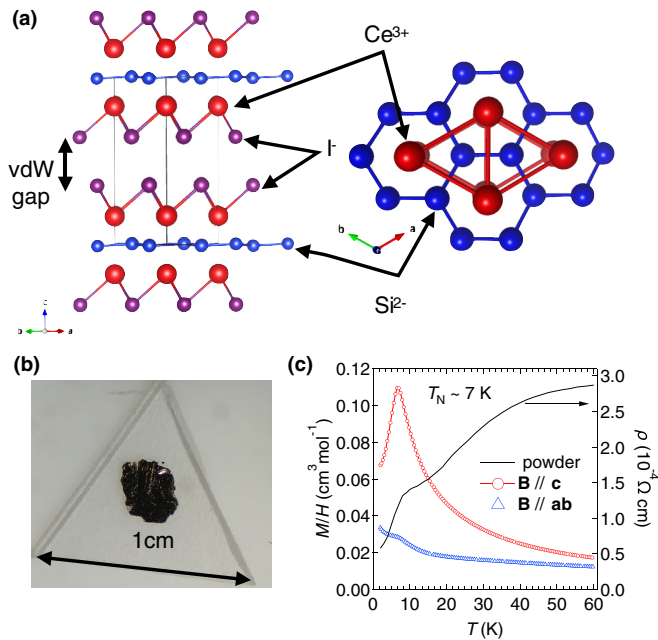 (a)
Ce³⁺
vdW
gap
I⁻
b
a
c
Si²⁻
c
b
a
(b)
1cm
(c)
0.12
0.10
0.08
0.06
0.04
0.02
0.00
M/H (cm³ mol⁻¹)
T_N ~ 7 K
powder
B // c
B // ab
3.0
2.5
2.0
1.5
1.0
0.5
0.0
ρ (10⁻⁴ Ω cm)
0
10
20
30
40
50
60
T (K)